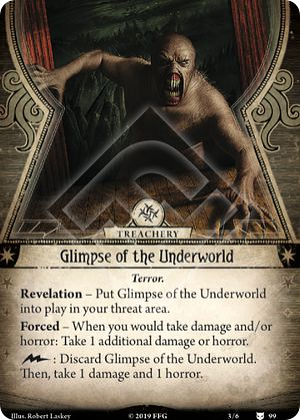 TREACHERY
Glimpse of the Underworld
Terror.
Revelation – Put Glimpse of the Underworld
into play in your threat area.
Forced – When you would take damage and/or
horror: Take 1 additional damage or horror.
: Discard Glimpse of the Underworld.
Then, take 1 damage and 1 horror.
Illus. Robert Laskey © 2019 FFG 3/6 99